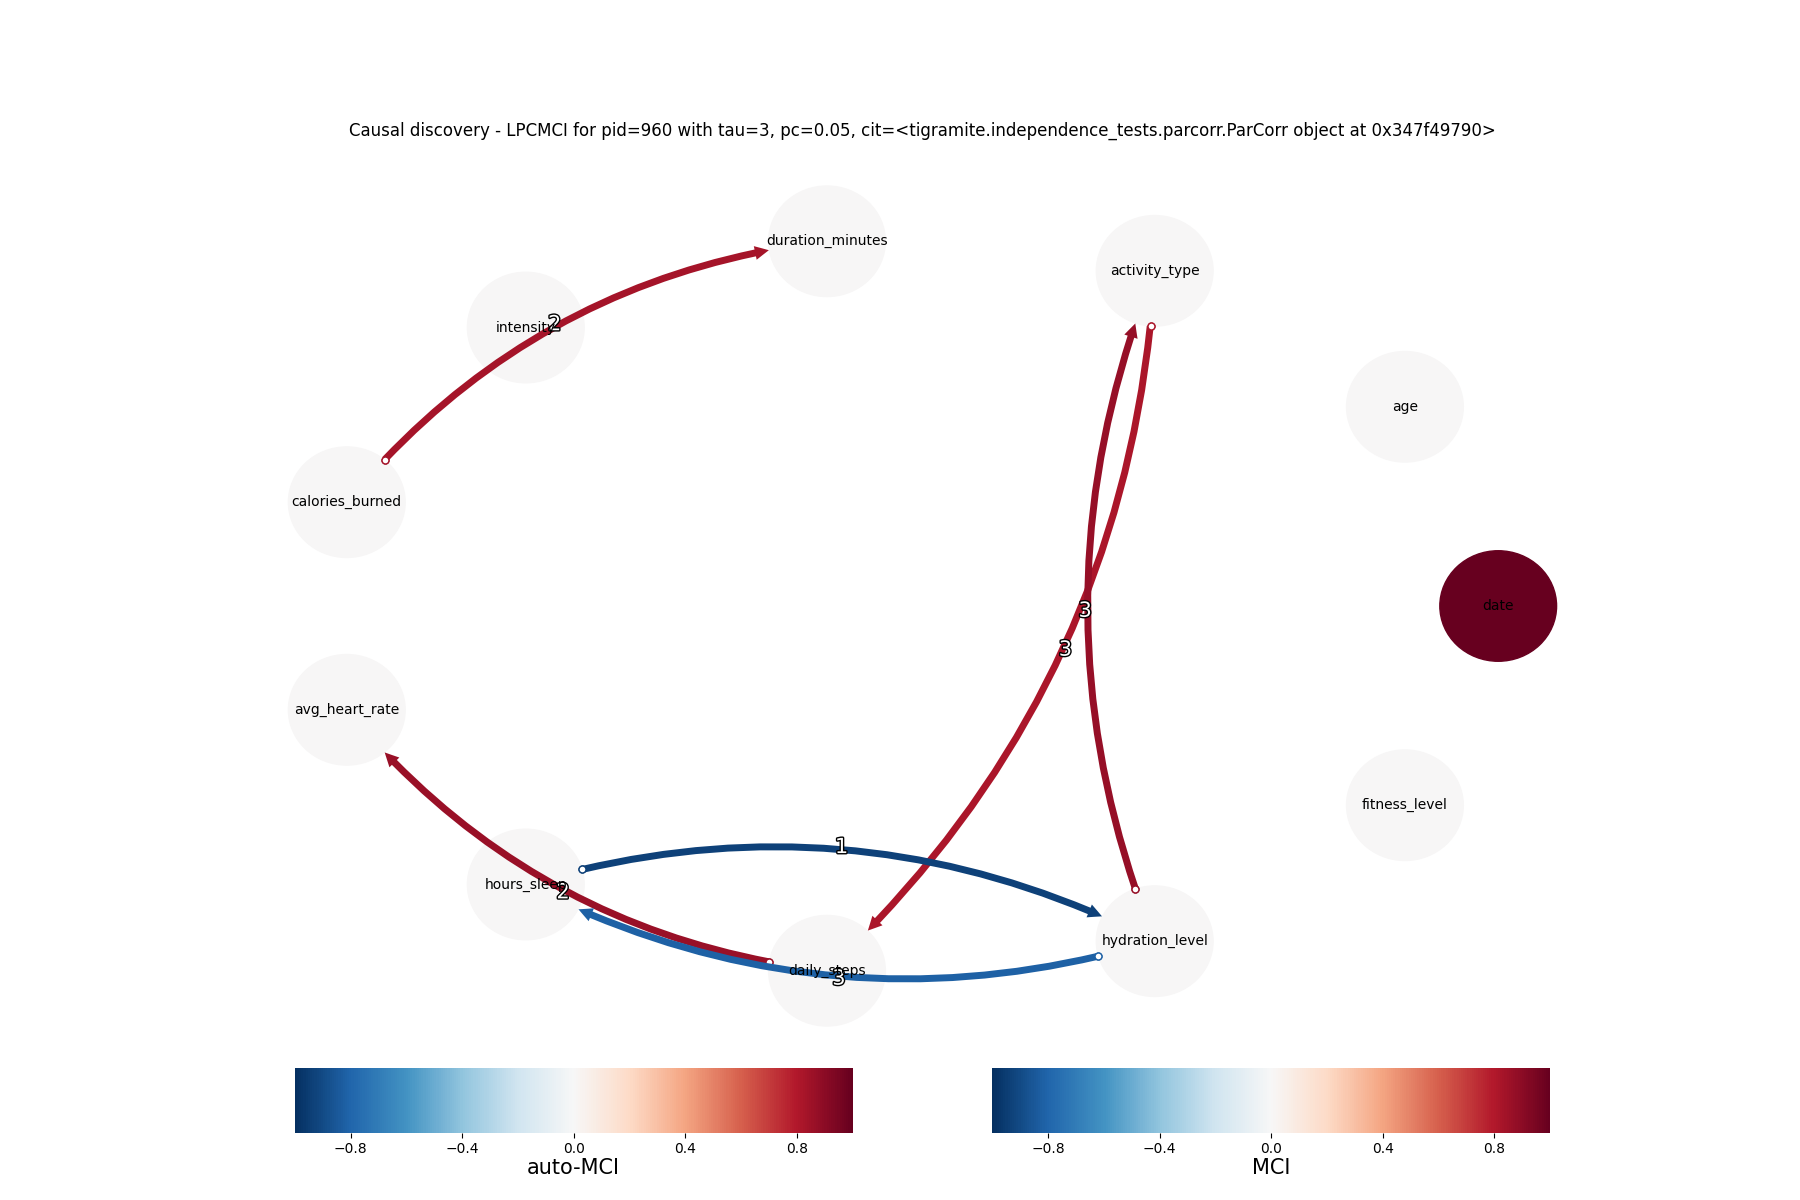 Causal discovery - LPCMCI for pid=960 with tau=3, pc=0.05, cit=<tigramite.independence_tests.parcorr.ParCorr object at 0x347f49790>
duration_minutes
activity_type
intensity
2
age
calories_burned
date
3
3
avg_heart_rate
fitness_level
1
hours_sleep
2
hydration_level
daily_steps
3
−0.8 −0.4 0.0 0.4 0.8
auto-MCI
−0.8 −0.4 0.0 0.4 0.8
MCI